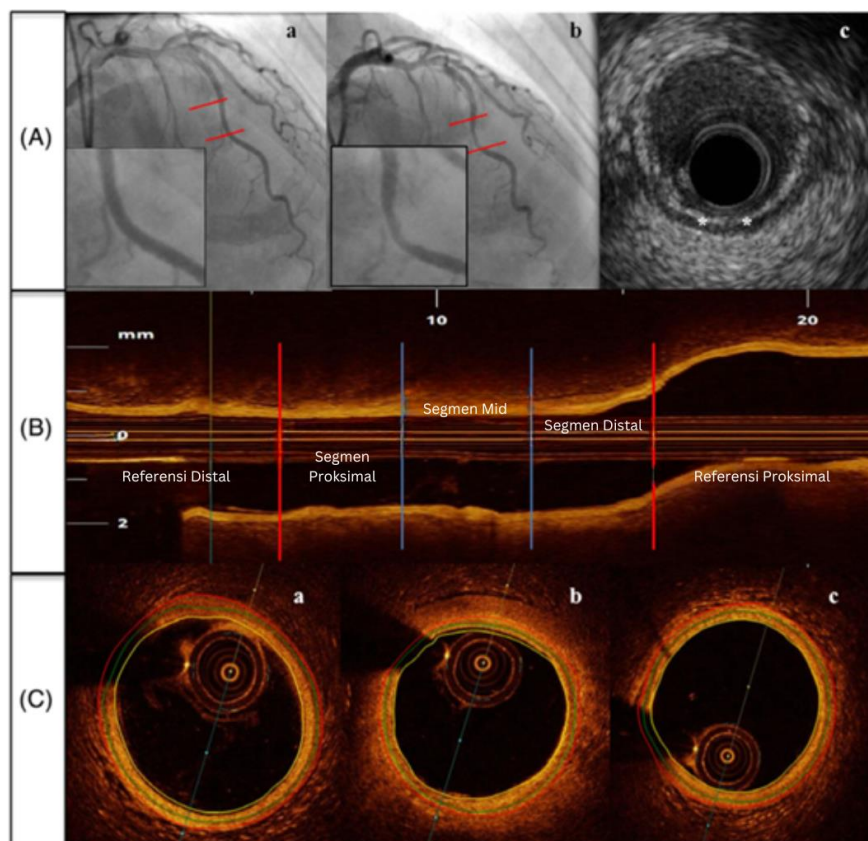 (A)
a
b
c
* *
(B)
mm
10
20
0
2
Segmen Mid
Segmen Distal
Segmen
Proksimal
Referensi Distal
Referensi Proksimal
(C)
a
b
c